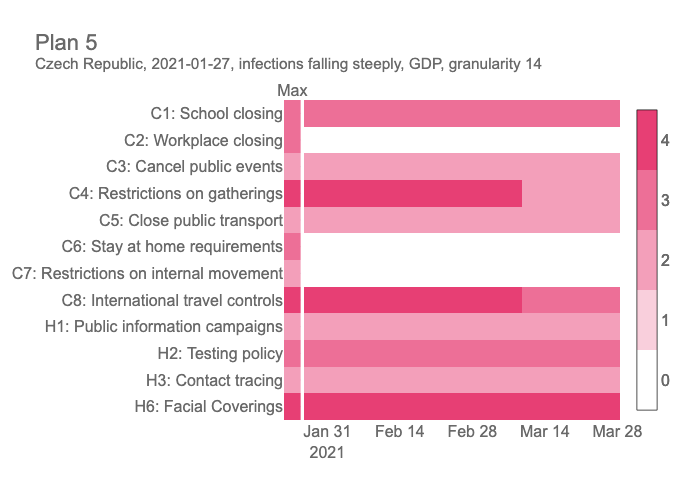 Plan 5
Czech Republic, 2021-01-27, infections falling steeply, GDP, granularity 14
Max
C1: School closing
C2: Workplace closing
C3: Cancel public events
C4: Restrictions on gatherings
C5: Close public transport
C6: Stay at home requirements
C7: Restrictions on internal movement
C8: International travel controls
H1: Public information campaigns
H2: Testing policy
H3: Contact tracing
H6: Facial Coverings
Jan 31 Feb 14 Feb 28 Mar 14 Mar 28
2021
4
3
2
1
0